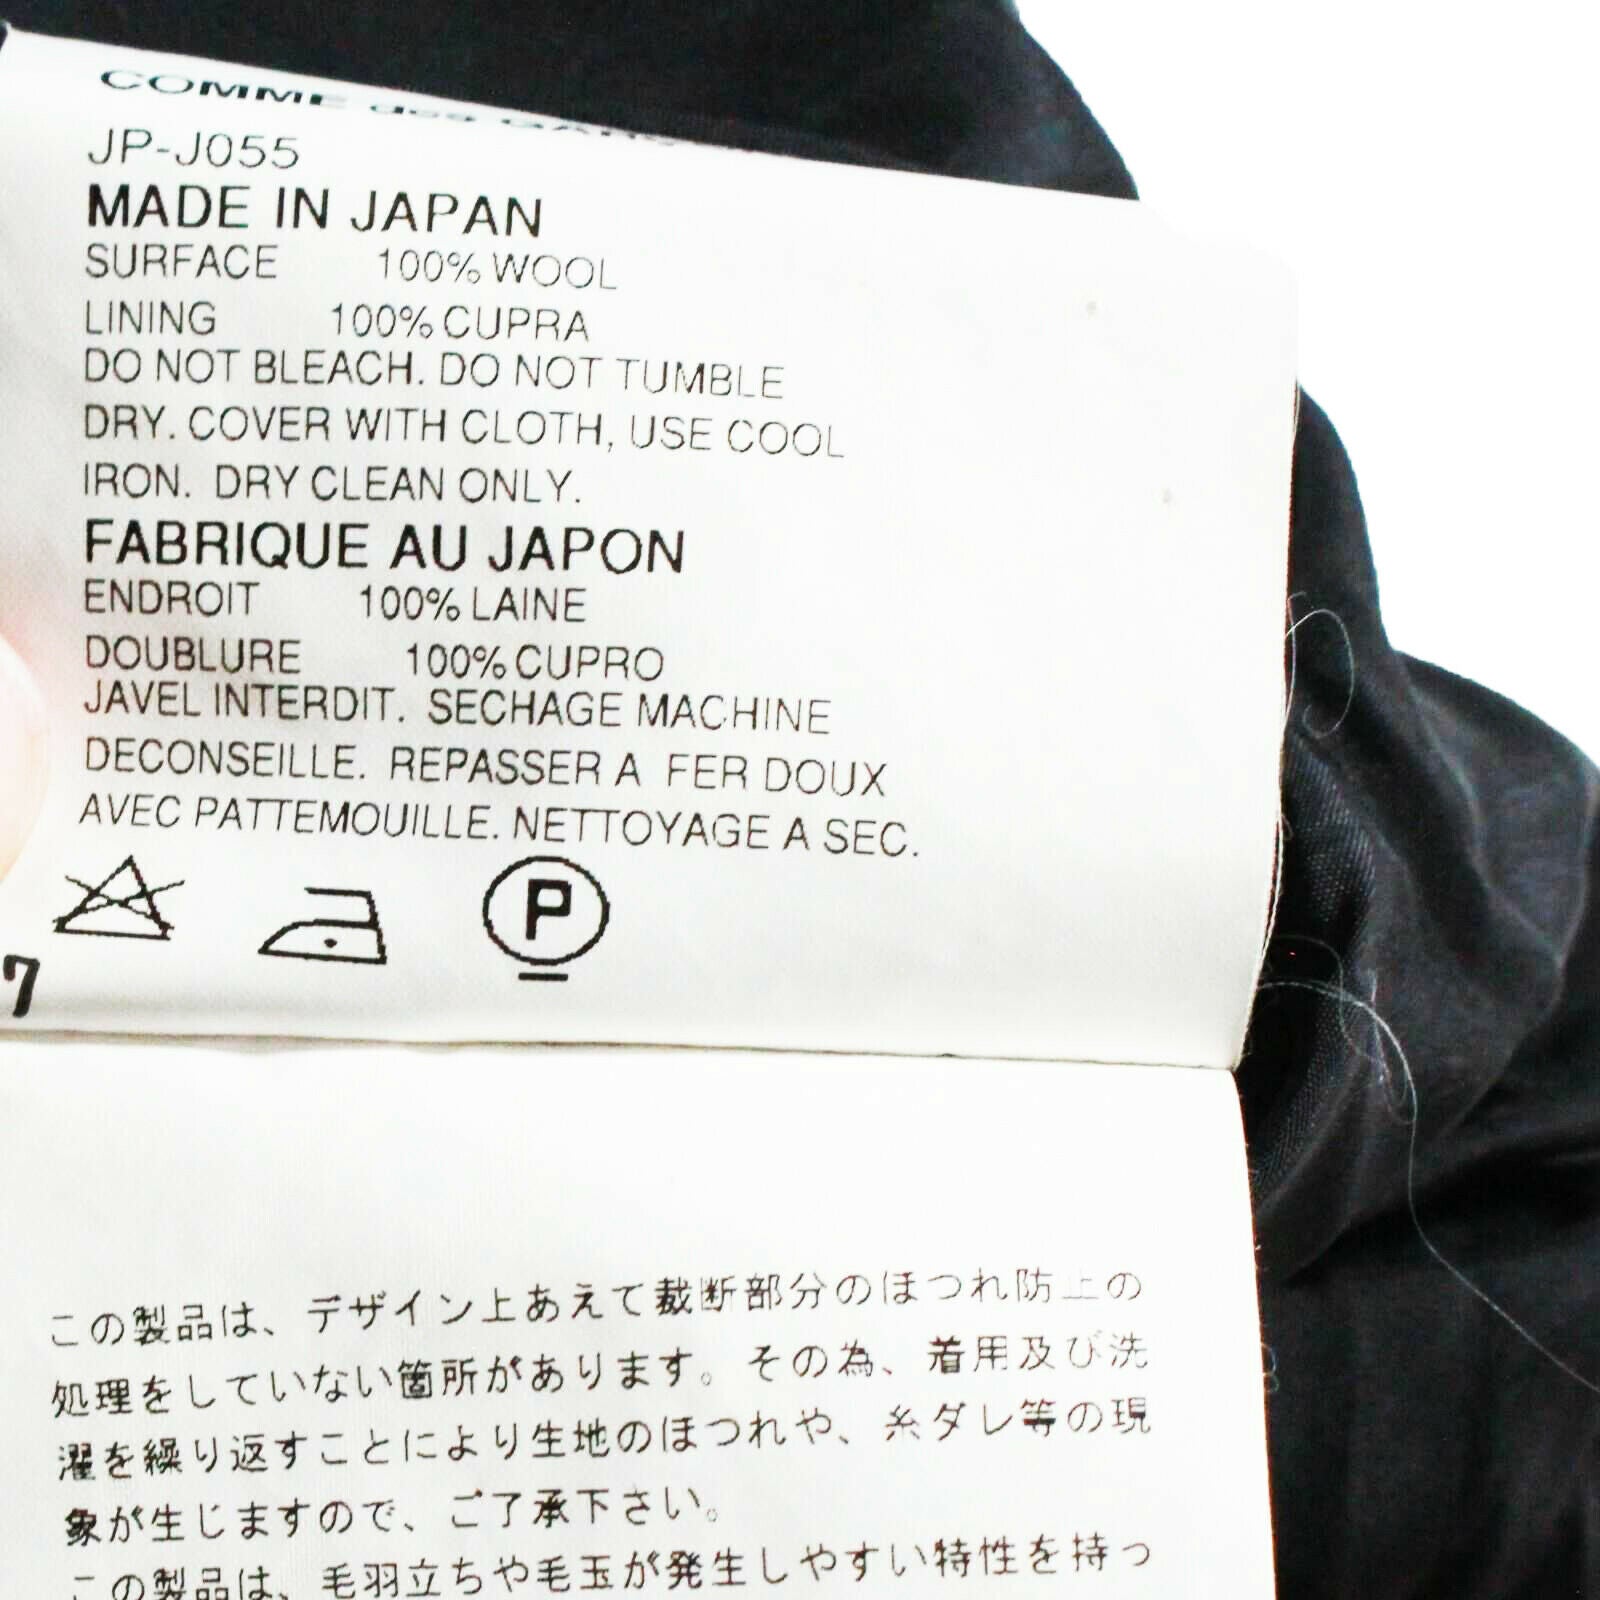 COMME des GARÇ
JP-J055
MADE IN JAPAN
SURFACE 100% WOOL
LINING 100% CUPRA
DO NOT BLEACH. DO NOT TUMBLE
DRY. COVER WITH CLOTH, USE COOL
IRON. DRY CLEAN ONLY.
FABRIQUE AU JAPON
ENDROIT 100% LAINE
DOUBLURE 100% CUPRO
JAVEL INTERDIT. SECHAGE MACHINE
DECONSEILLE. REPASSER A FER DOUX
AVEC PATTEMOUILLE. NETTOYAGE A SEC.
P
7
この製品は、デザイン上あえて裁断部分のほつれ防止の
処理をしていない箇所があります。その為、着用及び洗
濯を繰り返すことにより生地のほつれや、糸ダレ等の現
象が生じますので、ご了承下さい。
この製品は、毛羽立ちや毛玉が発生しやすい特性を持っ